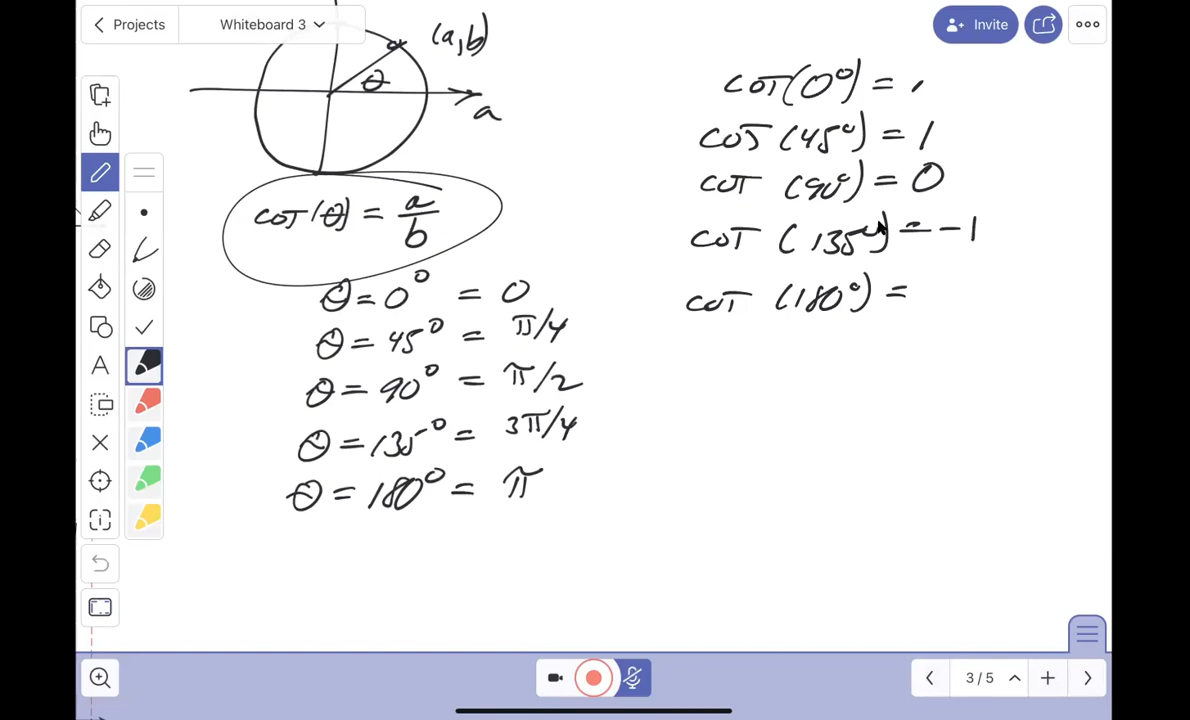 Projects
Whiteboard 3
Invite
(a,b)
θ
a
cot(θ) = a/b
θ = 0° = 0
θ = 45° = π/4
θ = 90° = π/2
θ = 135° = 3π/4
θ = 180° = π
cot(0°) =
cot (45°) = 1
cot (90°) = 0
cot (135°) = -1
cot (180°) =
A
3 / 5